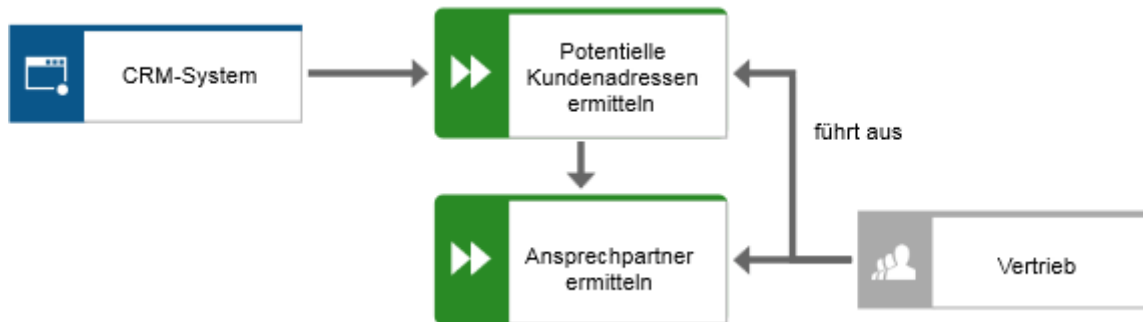 CRM-System
Potentielle
Kundenadressen
ermitteln
führt aus
Ansprechpartner
ermitteln
Vertrieb